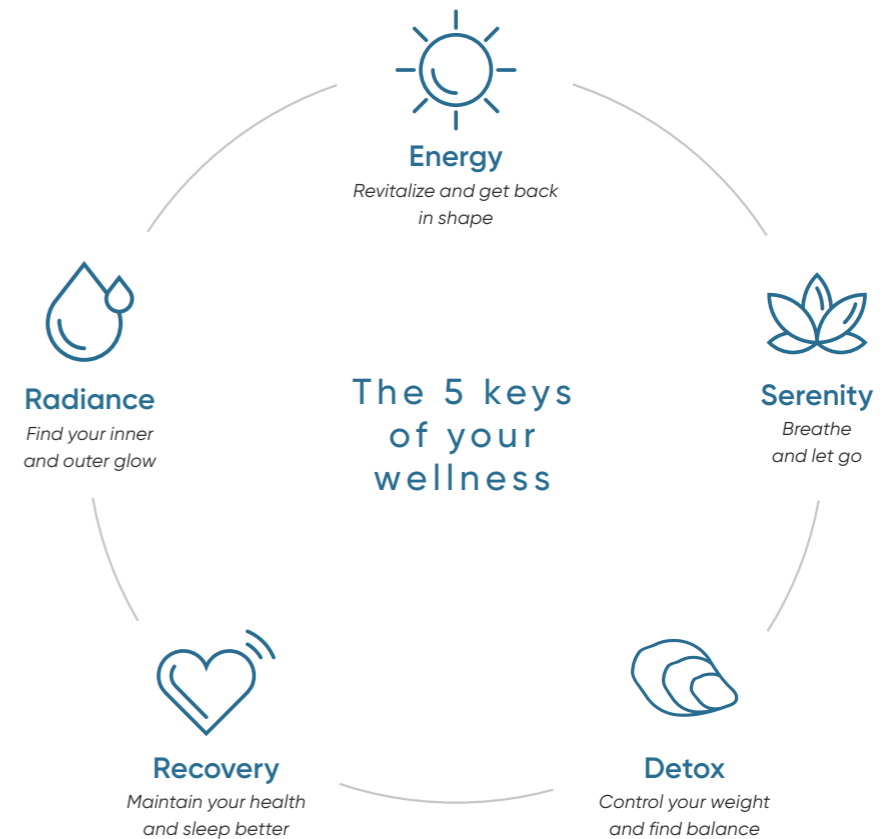 Energy
Revitalize and get back
in shape
Radiance
Find your inner
and outer glow
The 5 keys
of your
wellness
Serenity
Breathe
and let go
Recovery
Maintain your health
and sleep better
Detox
Control your weight
and find balance